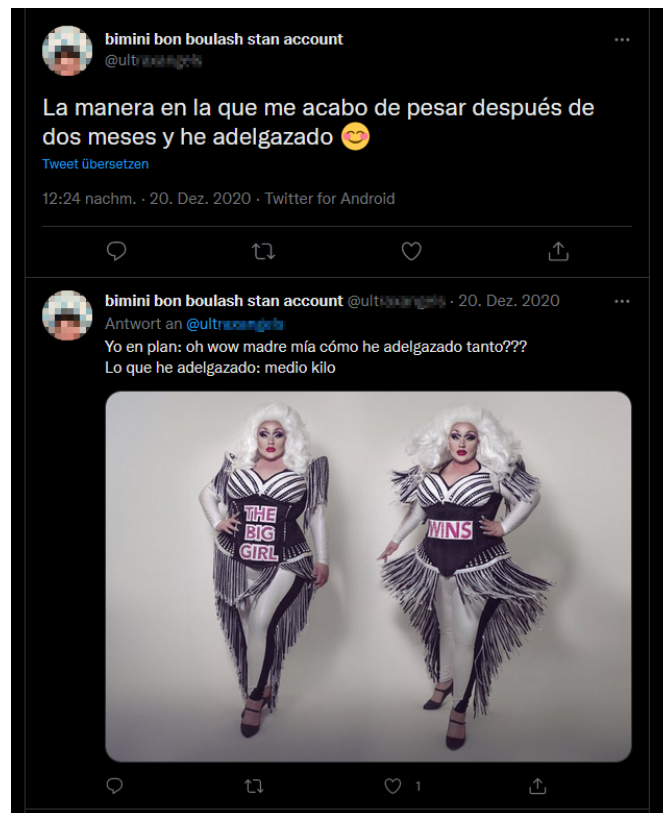 bimini bon boulash stan account
@ult
La manera en la que me acabo de pesar después de
dos meses y he adelgazado 😊
Tweet übersetzen
12:24 nachm. · 20. Dez. 2020 · Twitter for Android
bimini bon boulash stan account @ult · 20. Dez. 2020
Antwort an @ult
Yo en plan: oh wow madre mía cómo he adelgazado tanto???
Lo que he adelgazado: medio kilo
THE
BIG
GIRL
WINS
1